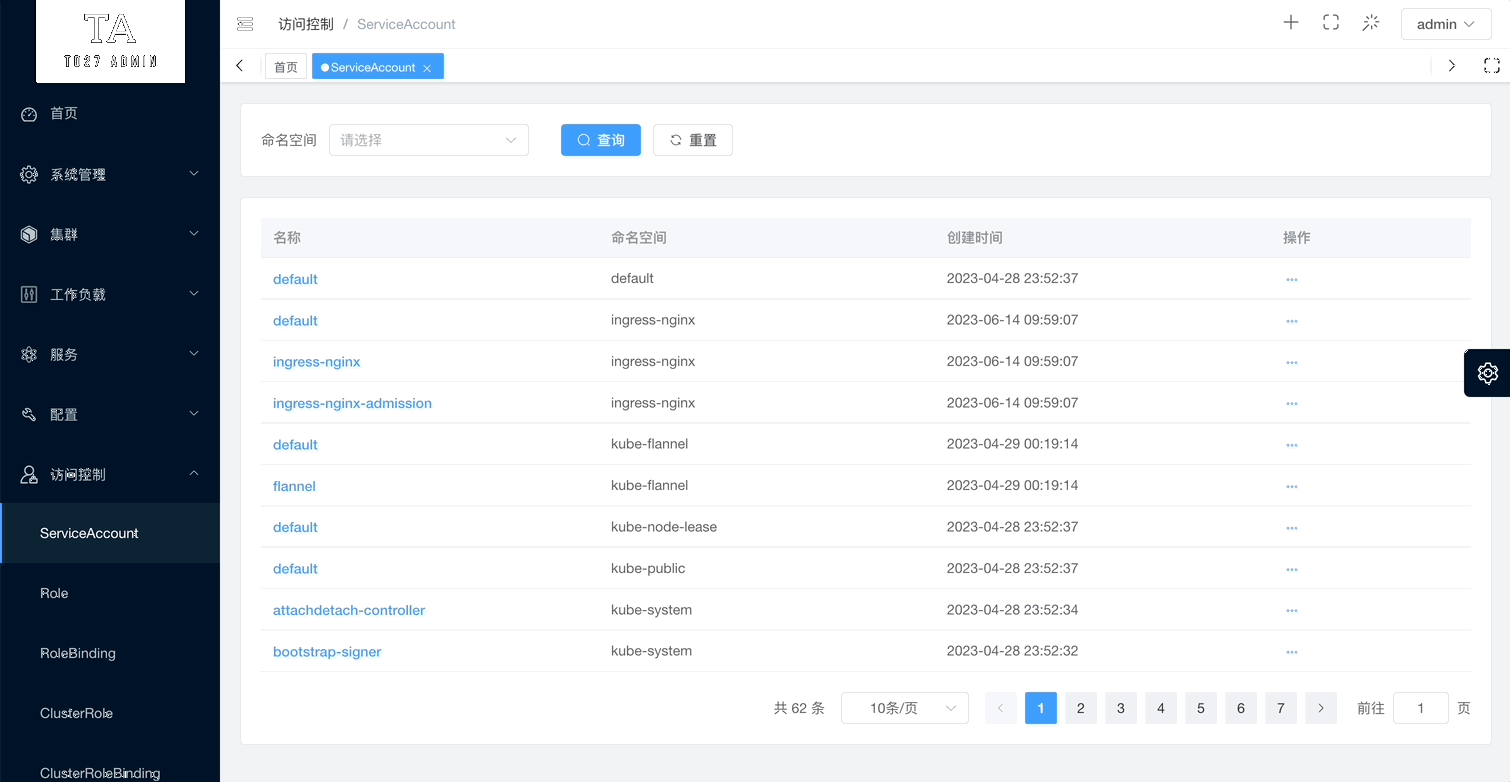 TA
TO27 ADMIN
首页
系统管理
集群
工作负载
服务
配置
访问控制
ServiceAccount
Role
RoleBinding
ClusterRole
ClusterRoleBinding
访问控制 / ServiceAccount
admin
首页 ServiceAccount
命名空间 请选择 查询 重置
名称 命名空间 创建时间 操作
default default 2023-04-28 23:52:37 ...
default ingress-nginx 2023-06-14 09:59:07 ...
ingress-nginx ingress-nginx 2023-06-14 09:59:07 ...
ingress-nginx-admission ingress-nginx 2023-06-14 09:59:07 ...
default kube-flannel 2023-04-29 00:19:14 ...
flannel kube-flannel 2023-04-29 00:19:14 ...
default kube-node-lease 2023-04-28 23:52:37 ...
default kube-public 2023-04-28 23:52:37 ...
attachdetach-controller kube-system 2023-04-28 23:52:34 ...
bootstrap-signer kube-system 2023-04-28 23:52:32 ...
共 62 条 10条/页 1 2 3 4 5 6 7 前往 1 页